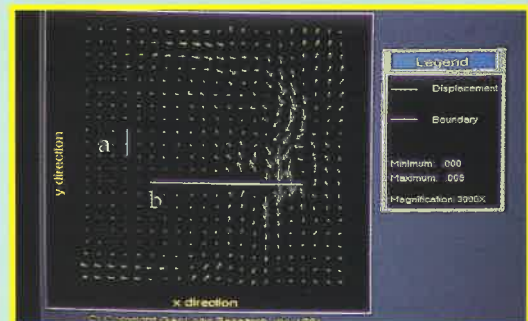 Legend
Displacement
Boundary
Minimum: .000
Maximum: .005
Magnification: 3000X
y direction
a
b
x direction